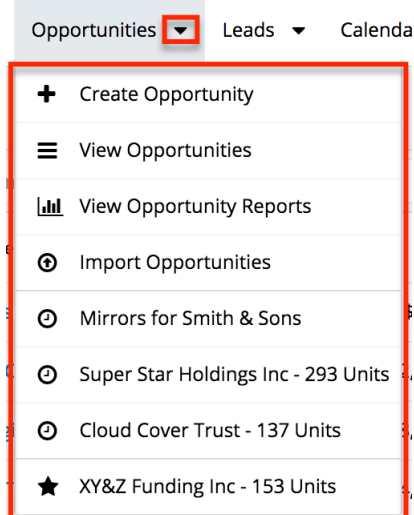 Opportunities Leads Calenda
Create Opportunity
View Opportunities
View Opportunity Reports
Import Opportunities
Mirrors for Smith & Sons
Super Star Holdings Inc - 293 Units
Cloud Cover Trust - 137 Units
XY&Z Funding Inc - 153 Units